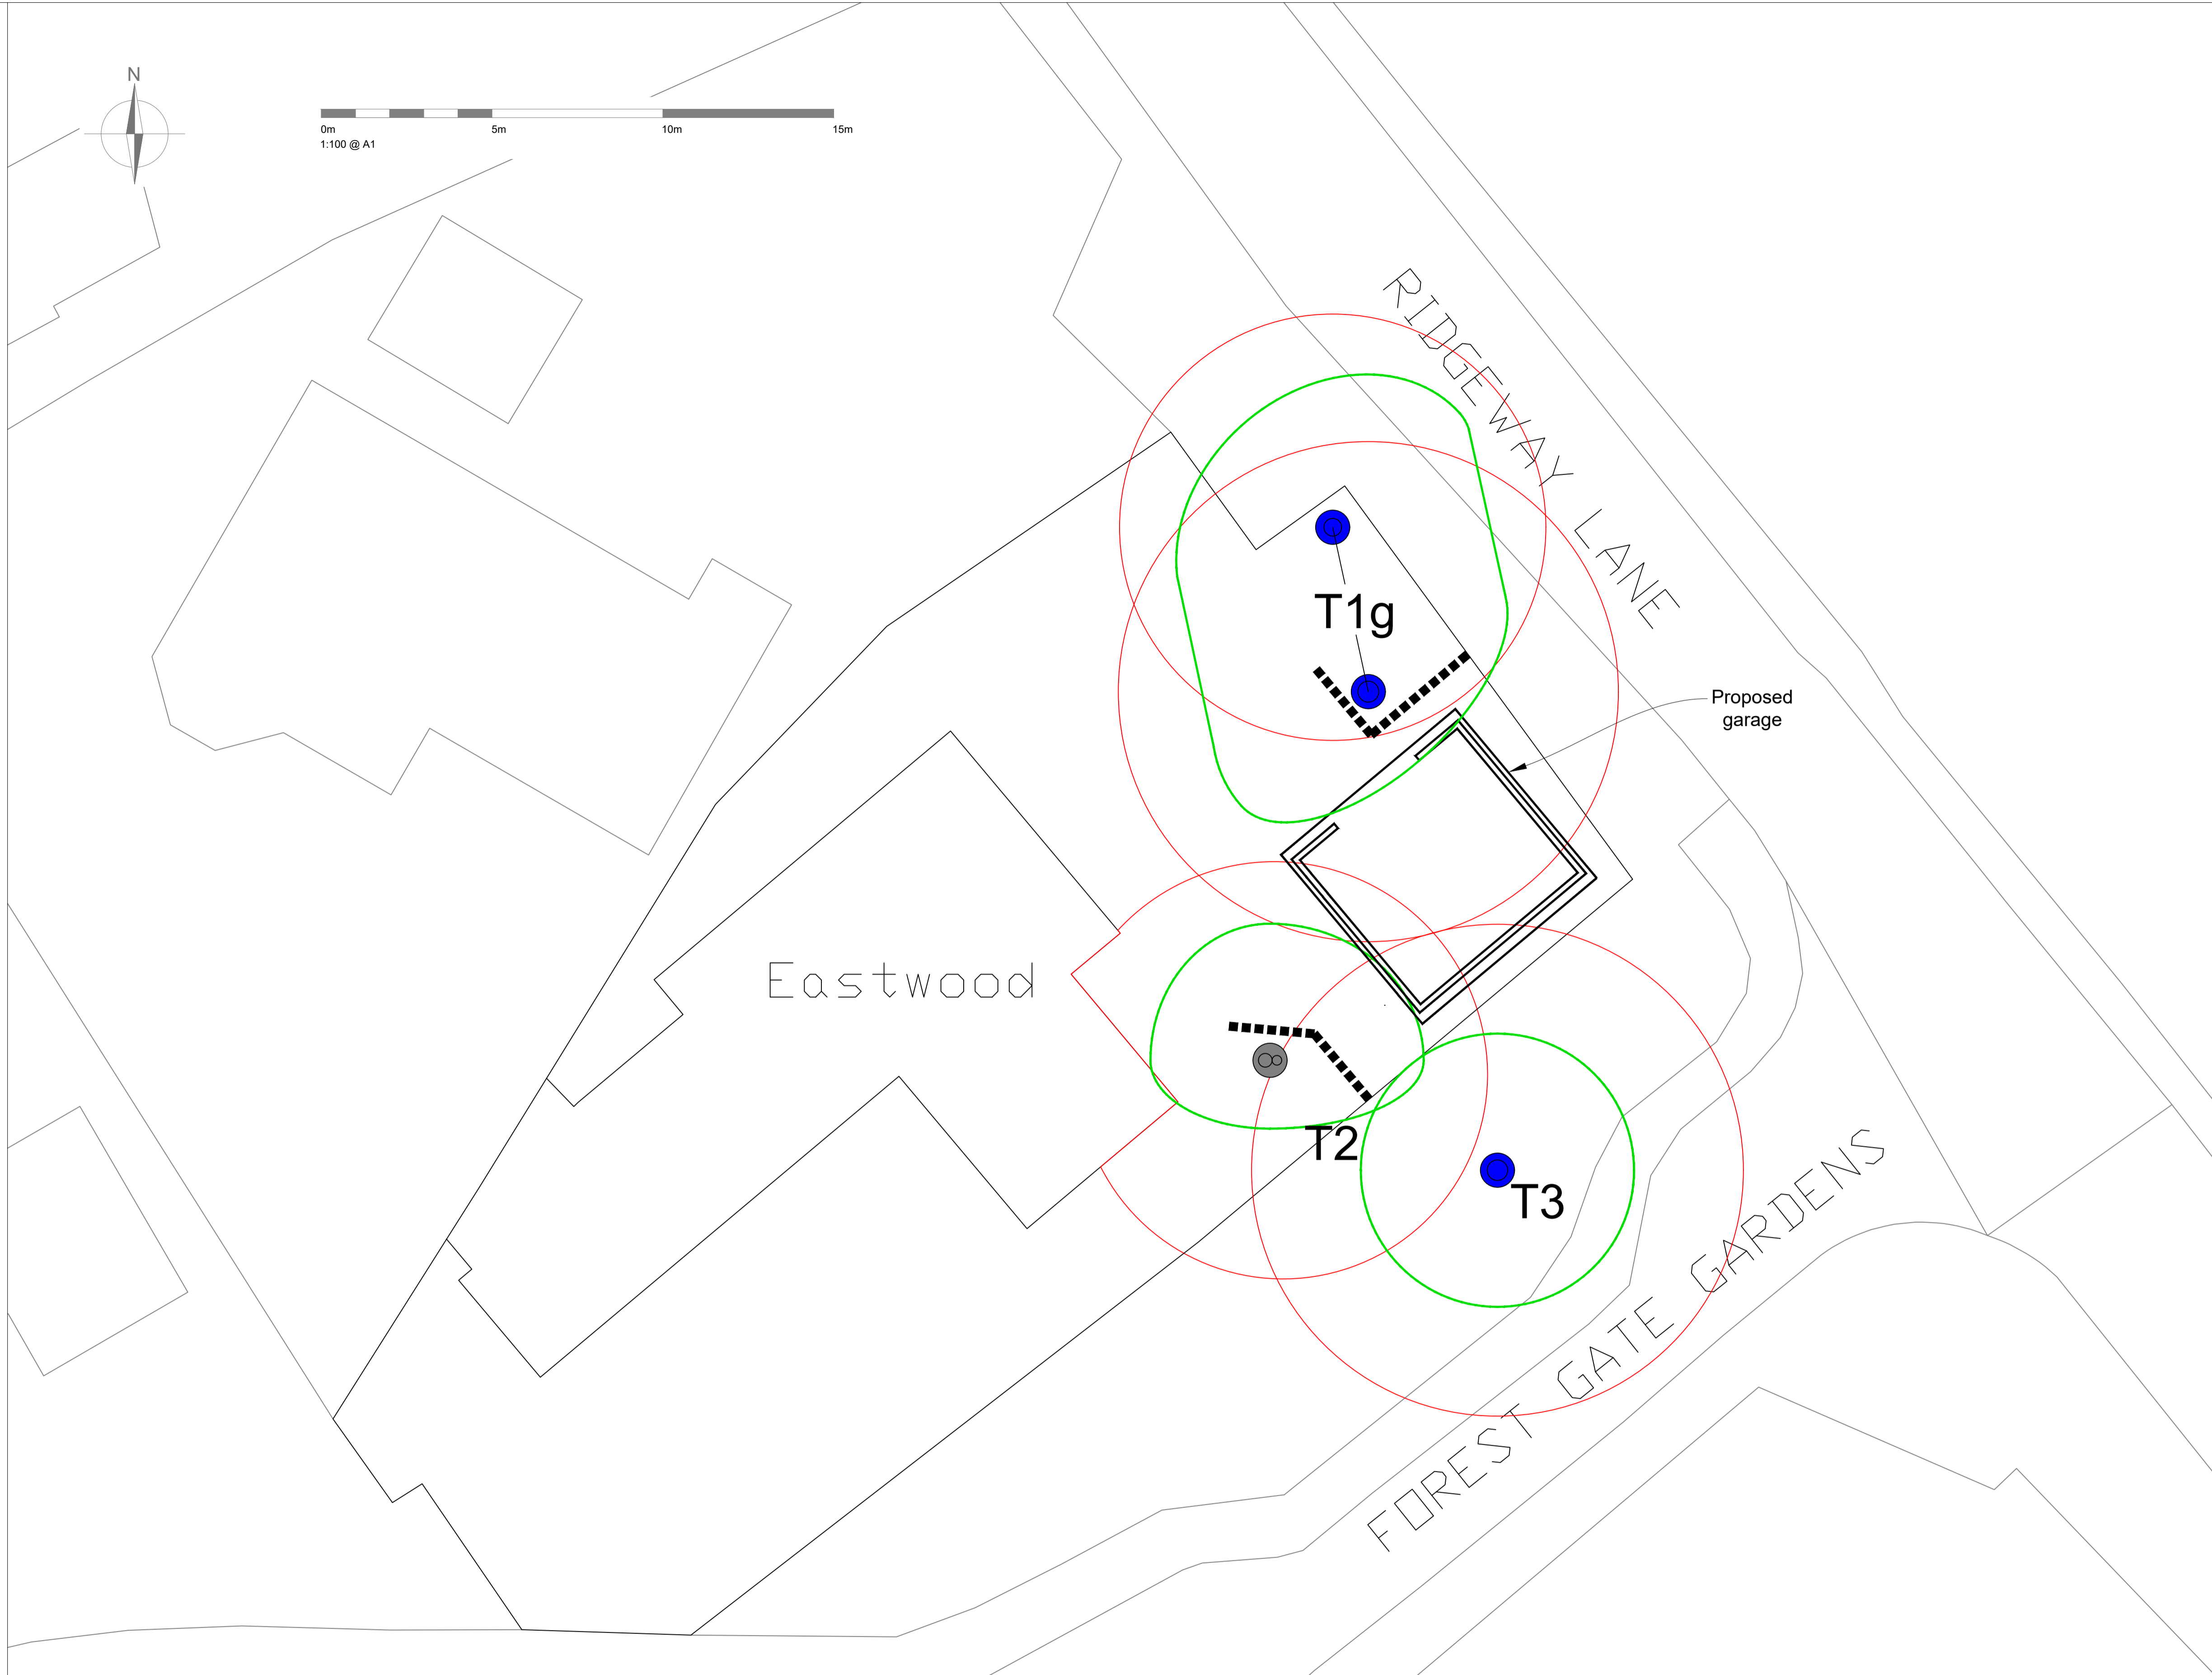 N
0m 5m 10m 15m
1:100 @ A1
RIDGEWAY LANE
T1g
Proposed
garage
Eastwood
T2
T3
FOREST GATE GARDENS